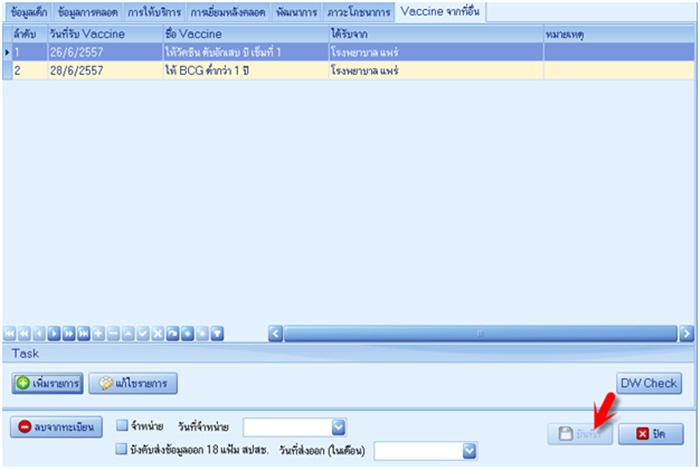 ข้อมูลเด็ก ข้อมูลการคลอด การให้บริการ การเยี่ยมหลังคลอด พัฒนาการ ภาวะโภชนาการ Vaccine จากที่อื่น
ลำดับ วันที่รับ Vaccine ชื่อ Vaccine ได้รับจาก หมายเหตุ
1 26/6/2557 ให้วัคซีน ตับอักเสบ บี เข็มที่ 1 โรงพยาบาล แพร่
2 28/6/2557 ให้ BCG ต่ำกว่า 1 ปี โรงพยาบาล แพร่
Task
เพิ่มรายการ แก้ไขรายการ DW Check
ลบจากทะเบียน จำหน่าย วันที่จำหน่าย บันทึก ปิด
บังคับส่งข้อมูลออก 18 แฟ้ม สปสช. วันที่ส่งออก (ในเดือน)